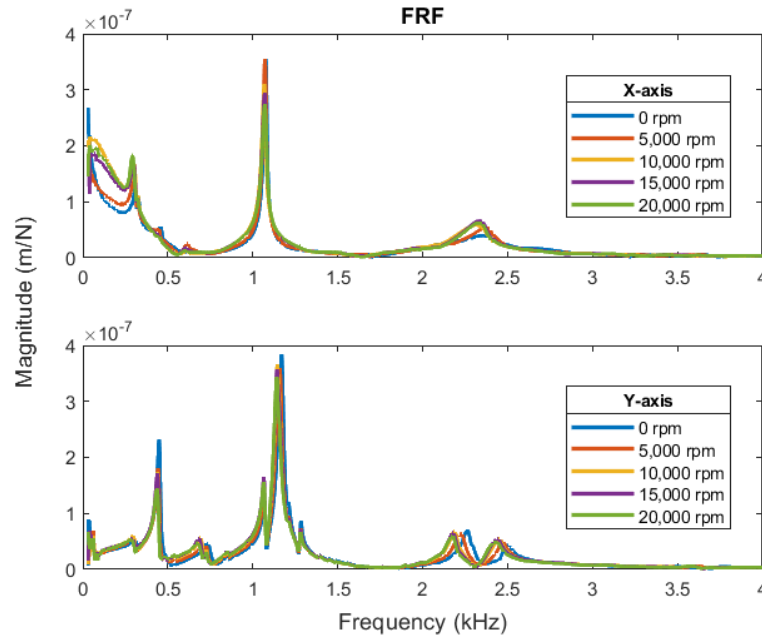 FRF
×10⁻⁷
4
3
2
1
0
0 0.5 1 1.5 2 2.5 3 3.5 4
X-axis
0 rpm
5,000 rpm
10,000 rpm
15,000 rpm
20,000 rpm
Magnitude (m/N)
×10⁻⁷
4
3
2
1
0
0 0.5 1 1.5 2 2.5 3 3.5 4
Y-axis
0 rpm
5,000 rpm
10,000 rpm
15,000 rpm
20,000 rpm
Frequency (kHz)